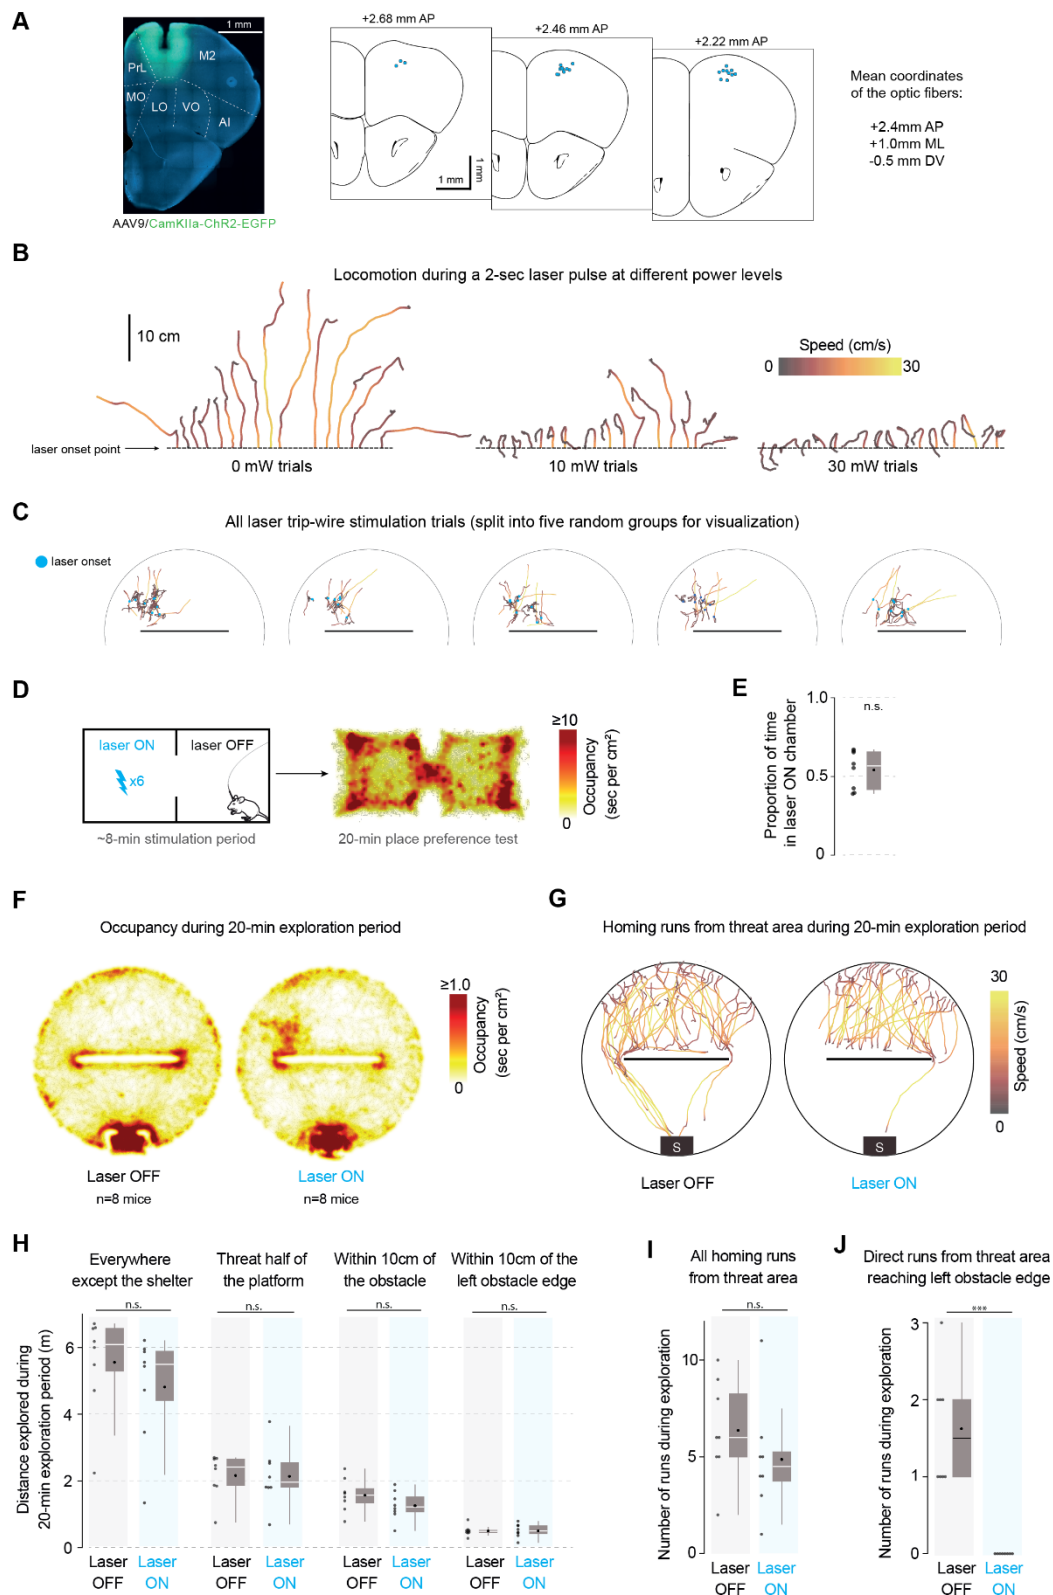 A
1 mm
M2
PrL
MO
LO
VO
AI
AAV9/CamKIIa-ChR2-EGFP
+2.68 mm AP
+2.46 mm AP
+2.22 mm AP
1 mm
1 mm
Mean coordinates
of the optic fibers:
+2.4mm AP
+1.0mm ML
-0.5 mm DV
B
Locomotion during a 2-sec laser pulse at different power levels
10 cm
Speed (cm/s)
0
30
laser onset point
0 mW trials
10 mW trials
30 mW trials
C
All laser trip-wire stimulation trials (split into five random groups for visualization)
laser onset
D
laser ON
laser OFF
x6
~8-min stimulation period
20-min place preference test
≥10
0
Occupancy
(sec per cm²)
E
Proportion of time
in laser ON chamber
1.0
0.5
0
n.s.
F
Occupancy during 20-min exploration period
≥1.0
0
Occupancy
(sec per cm²)
Laser OFF
n=8 mice
Laser ON
n=8 mice
G
Homing runs from threat area during 20-min exploration period
30
0
Speed (cm/s)
S
S
Laser OFF
Laser ON
H
Everywhere
except the shelter
Threat half of
the platform
Within 10cm of
the obstacle
Within 10cm of the
left obstacle edge
n.s.
n.s.
n.s.
n.s.
Distance explored during
20-min exploration period (m)
6
4
2
0
Laser
OFF
Laser
ON
Laser
OFF
Laser
ON
Laser
OFF
Laser
ON
Laser
OFF
Laser
ON
I
All homing runs
from threat area
n.s.
Number of runs during exploration
10
5
0
Laser
OFF
Laser
ON
J
Direct runs from threat area
reaching left obstacle edge
***
Number of runs during exploration
3
2
1
0
Laser
OFF
Laser
ON